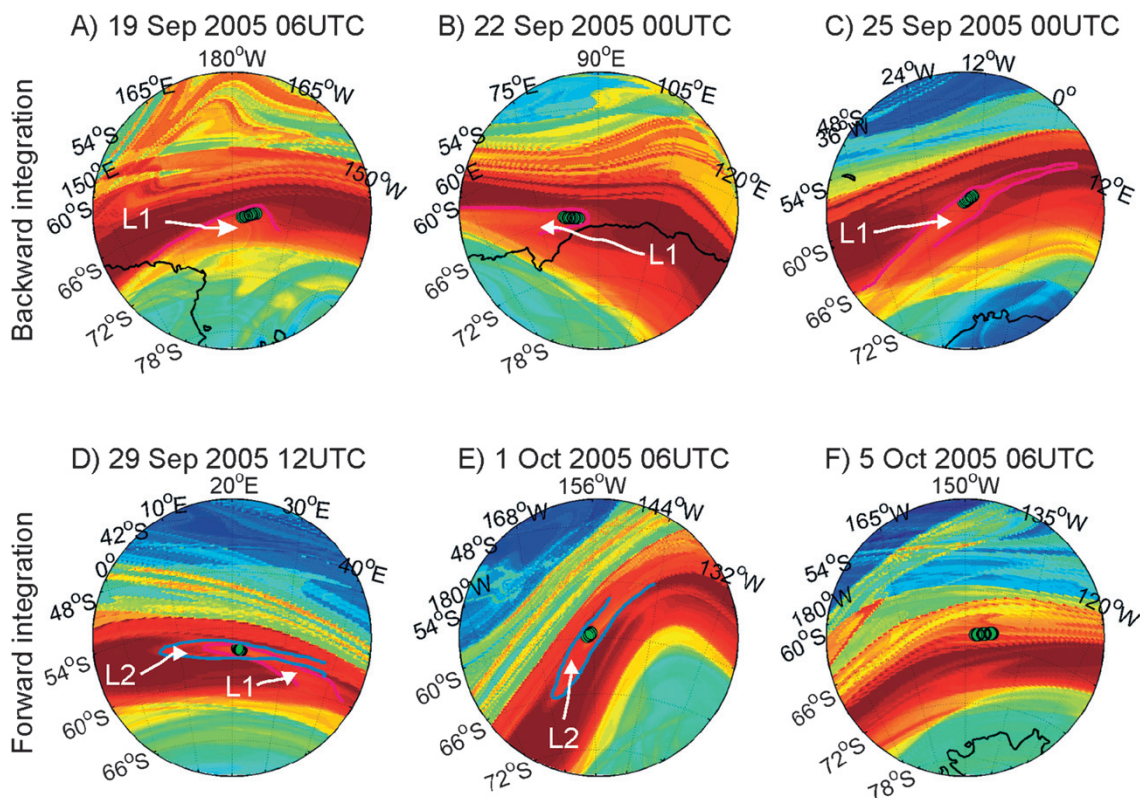 A) 19 Sep 2005 06UTC
B) 22 Sep 2005 00UTC
C) 25 Sep 2005 00UTC
Backward integration
180°W
165°E
165°W
54°S
150°E
150°W
60°S
L1
66°S
72°S
78°S
90°E
75°E
105°E
54°S
60°E
120°E
60°S
L1
66°S
72°S
78°S
12°W
24°W
0°
48°S
36°W
54°S
12°E
L1
60°S
66°S
72°S
D) 29 Sep 2005 12UTC
E) 1 Oct 2005 06UTC
F) 5 Oct 2005 06UTC
Forward integration
20°E
10°E
30°E
42°S
0°
40°E
48°S
54°S
L2
L1
60°S
66°S
156°W
168°W
144°W
48°S
180°W
132°W
54°S
60°S
L2
66°S
72°S
150°W
165°W
135°W
54°S
180°W
120°W
60°S
66°S
72°S
78°S